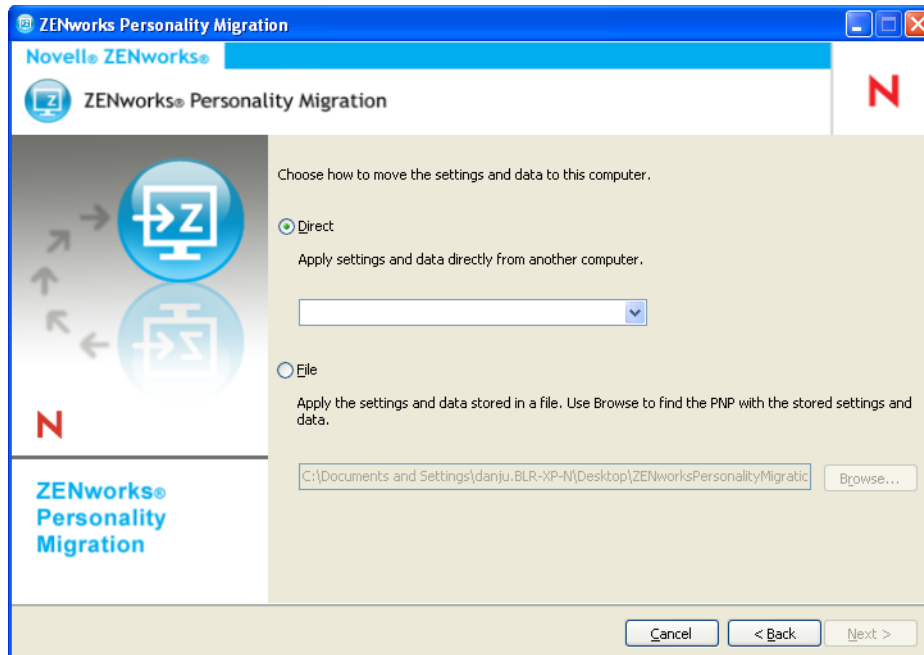 ZENworks Personality Migration
Novell® ZENworks®
ZENworks® Personality Migration
N
Z
Choose how to move the settings and data to this computer.
Direct
Apply settings and data directly from another computer.
File
Apply the settings and data stored in a file. Use Browse to find the PNP with the stored settings and
data.
C:\Documents and Settings\danju.BLR-XP-N\Desktop\ZENworksPersonalityMigratic
Browse...
N
ZENworks®
Personality
Migration
Cancel
< Back
Next >